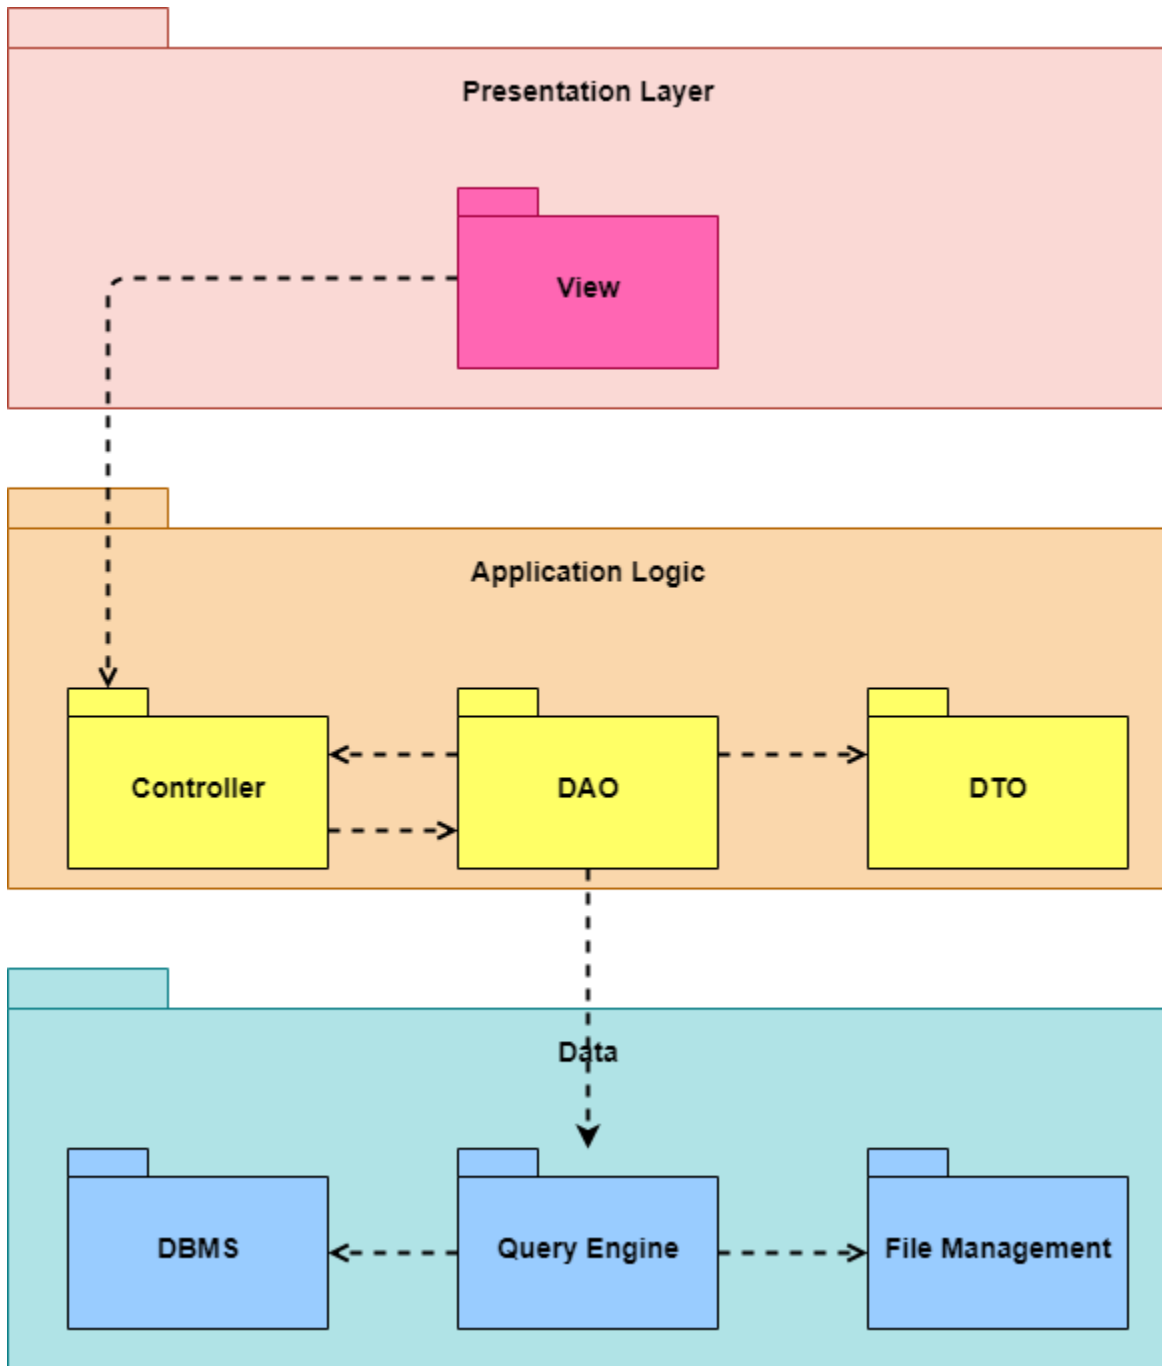 Presentation Layer
View
Application Logic
Controller
DAO
DTO
Data
DBMS
Query Engine
File Management